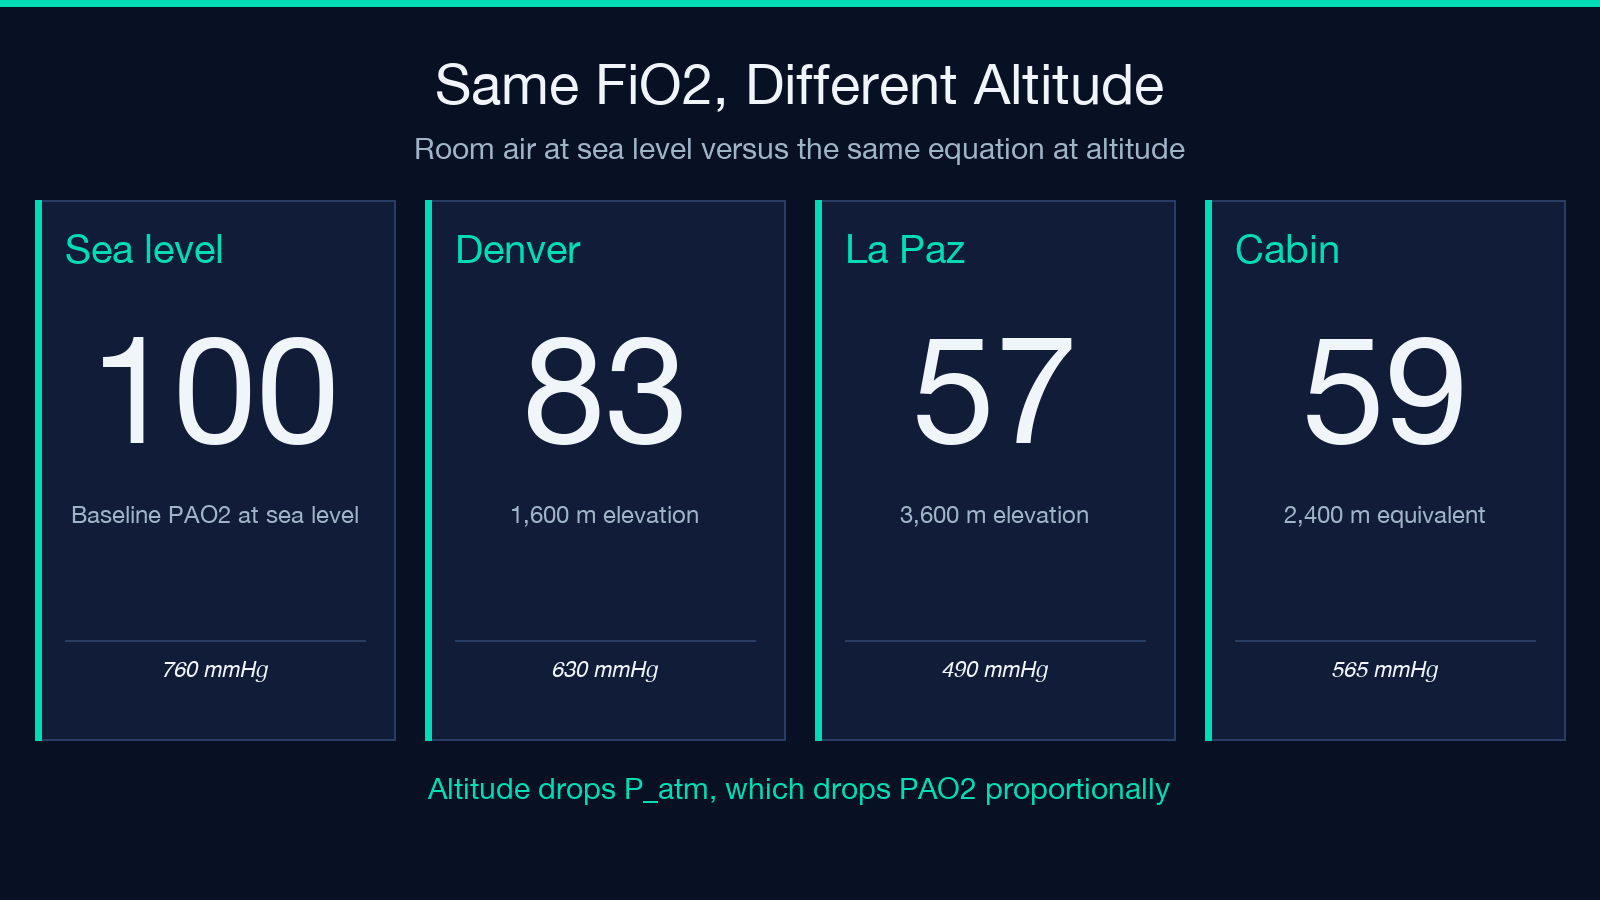 Same FiO2, Different Altitude
Room air at sea level versus the same equation at altitude
Sea level
100
Baseline PAO2 at sea level
760 mmHg
Denver
83
1,600 m elevation
630 mmHg
La Paz
57
3,600 m elevation
490 mmHg
Cabin
59
2,400 m equivalent
565 mmHg
Altitude drops P_atm, which drops PAO2 proportionally